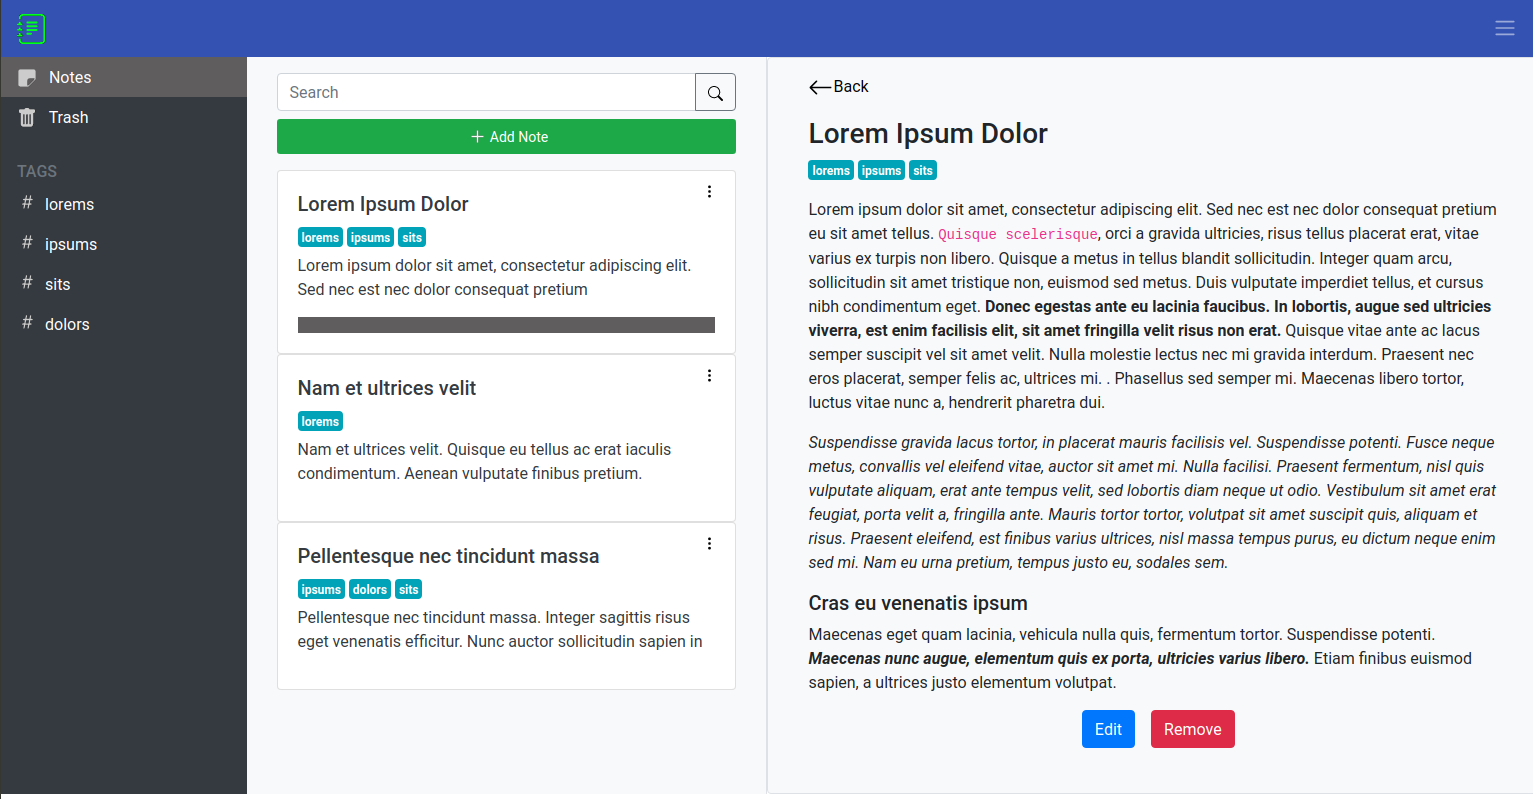 Notes
Trash
TAGS
# lorems
# ipsums
# sits
# dolors
Search
+ Add Note
Lorem Ipsum Dolor
lorems ipsums sits
Lorem ipsum dolor sit amet, consectetur adipiscing elit.
Sed nec est nec dolor consequat pretium
Nam et ultrices velit
lorems
Nam et ultrices velit. Quisque eu tellus ac erat iaculis
condimentum. Aenean vulputate finibus pretium.
Pellentesque nec tincidunt massa
ipsums dolors sits
Pellentesque nec tincidunt massa. Integer sagittis risus
eget venenatis efficitur. Nunc auctor sollicitudin sapien in
Back
Lorem Ipsum Dolor
lorems ipsums sits
Lorem ipsum dolor sit amet, consectetur adipiscing elit. Sed nec est nec dolor consequat pretium
eu sit amet tellus. Quisque scelerisque, orci a gravida ultricies, risus tellus placerat erat, vitae
varius ex turpis non libero. Quisque a metus in tellus blandit sollicitudin. Integer quam arcu,
sollicitudin sit amet tristique non, euismod sed metus. Duis vulputate imperdiet tellus, et cursus
nibh condimentum eget. Donec egestas ante eu lacinia faucibus. In lobortis, augue sed ultricies
viverra, est enim facilisis elit, sit amet fringilla velit risus non erat. Quisque vitae ante ac lacus
semper suscipit vel sit amet velit. Nulla molestie lectus nec mi gravida interdum. Praesent nec
eros placerat, semper felis ac, ultrices mi. . Phasellus sed semper mi. Maecenas libero tortor,
luctus vitae nunc a, hendrerit pharetra dui.
Suspendisse gravida lacus tortor, in placerat mauris facilisis vel. Suspendisse potenti. Fusce neque
metus, convallis vel eleifend vitae, auctor sit amet mi. Nulla facilisi. Praesent fermentum, nisl quis
vulputate aliquam, erat ante tempus velit, sed lobortis diam neque ut odio. Vestibulum sit amet erat
feugiat, porta velit a, fringilla ante. Mauris tortor tortor, volutpat sit amet suscipit quis, aliquam et
risus. Praesent eleifend, est finibus varius ultrices, nisl massa tempus purus, eu dictum neque enim
sed mi. Nam eu urna pretium, tempus justo eu, sodales sem.
Cras eu venenatis ipsum
Maecenas eget quam lacinia, vehicula nulla quis, fermentum tortor. Suspendisse potenti.
Maecenas nunc augue, elementum quis ex porta, ultricies varius libero. Etiam finibus euismod
sapien, a ultrices justo elementum volutpat.
Edit
Remove